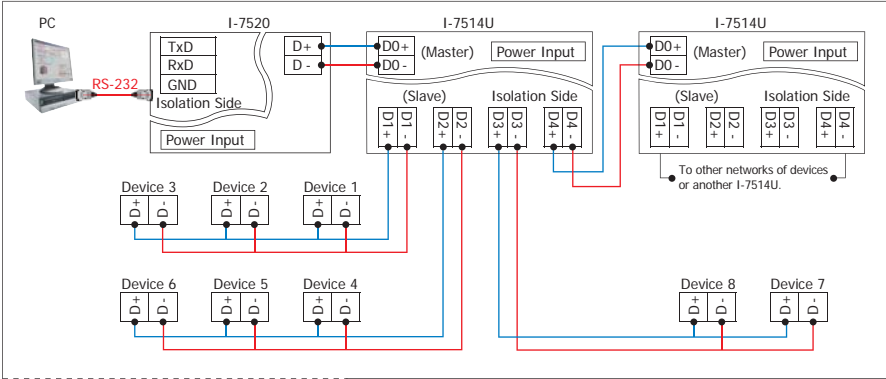 PC
I-7520
I-7514U
I-7514U
RS-232
TxD
RxD
GND
Isolation Side
Power Input
D+
D -
D0+
D0 -
(Master)
Power Input
(Slave)
Isolation Side
D1+
D1 -
D2+
D2 -
D3+
D3 -
D4+
D4 -
D0+
D0 -
(Master)
Power Input
(Slave)
Isolation Side
D1+
D1 -
D2+
D2 -
D3+
D3 -
D4+
D4 -
To other networks of devices
or another I-7514U.
Device 3
Device 2
Device 1
D+
D-
D+
D-
D+
D-
Device 6
Device 5
Device 4
D+
D-
D+
D-
D+
D-
Device 8
Device 7
D+
D-
D+
D-